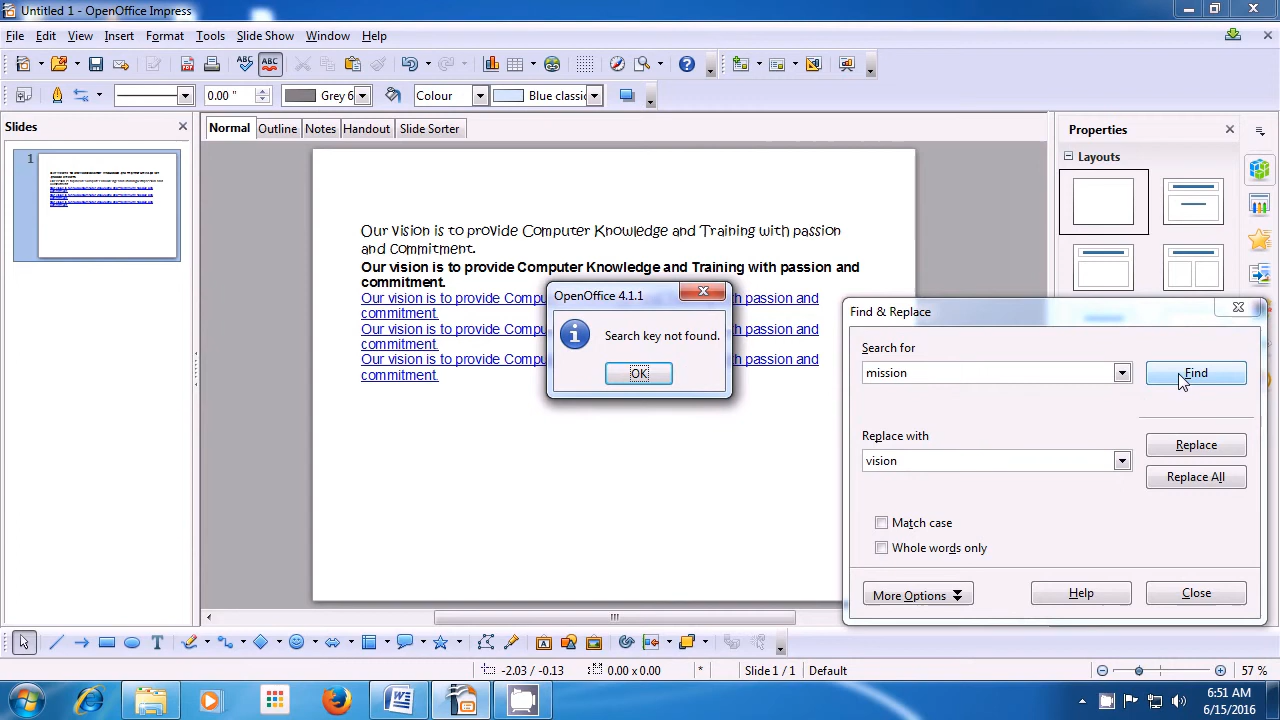 Untitled 1 - OpenOffice Impress
File Edit View Insert Format Tools Slide Show Window Help
0.00 " Grey 6 Colour Blue classic
Slides
Normal Outline Notes Handout Slide Sorter
Properties
Layouts
1
Our vision is to provide Computer Knowledge and Training with passion
and Commitment.
Our vision is to provide Computer Knowledge and Training with passion and
commitment.
Our vision is to provide Compu
th passion and
commitment.
Our vision is to provide Compu
th passion and
commitment.
Our vision is to provide Compu
th passion and
commitment.
OpenOffice 4.1.1
Search key not found.
OK
Find & Replace
Search for
mission
Find
Replace with
vision
Replace
Replace All
Match case
Whole words only
More Options
Help
Close
-2.03 / -0.13 0.00 x 0.00 * Slide 1 / 1 Default 57 %
6:51 AM
6/15/2016